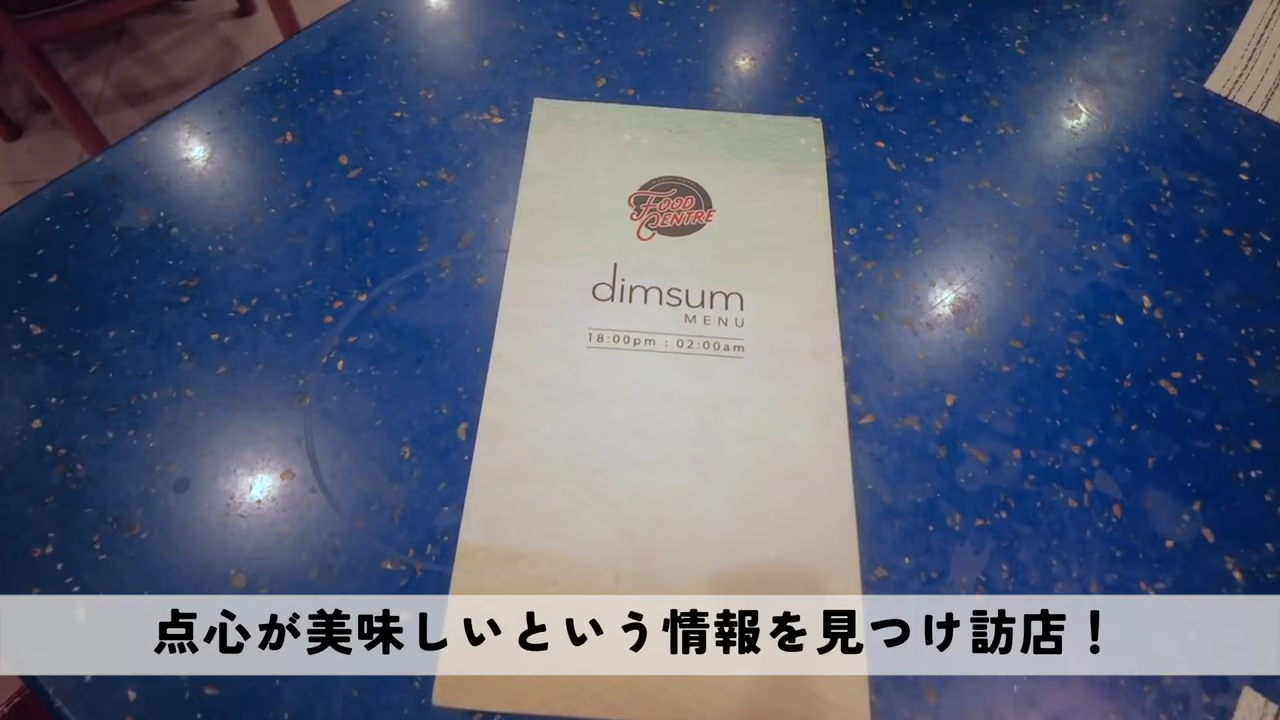 FOOD
CENTRE
dimsum
MENU
18:00pm : 02:00am
点心が美味しいという情報を見つけ訪店！